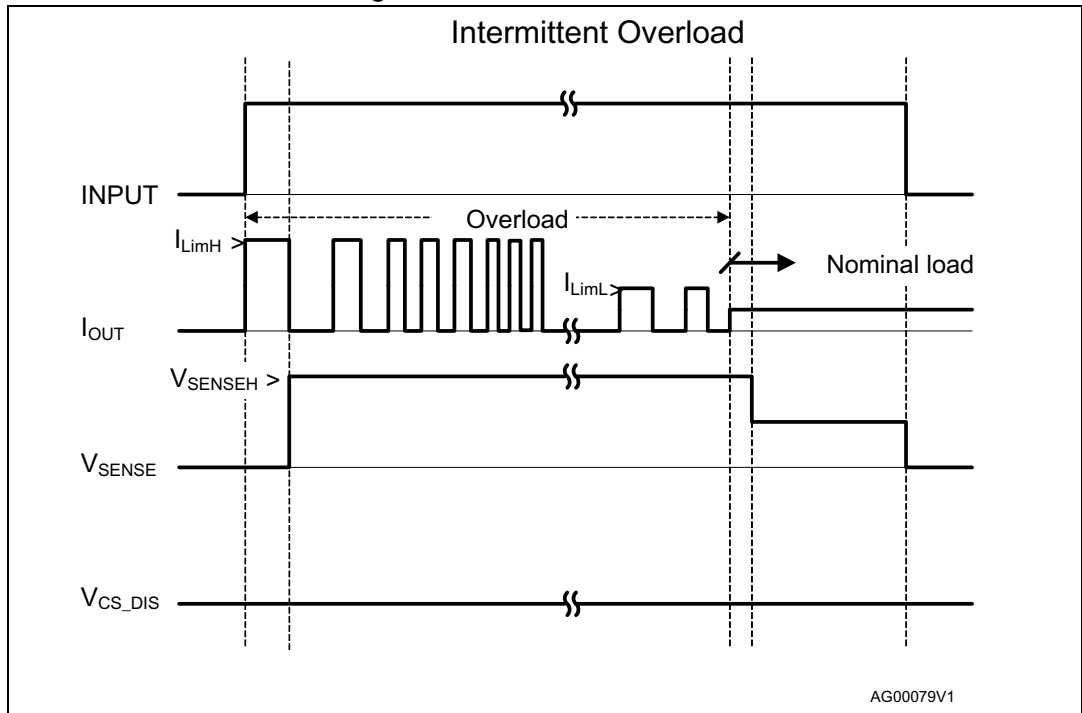 Intermittent Overload
INPUT
Overload
I_LimH >
I_LimL >
Nominal load
I_OUT
V_SENSEH >
V_SENSE
V_CS_DIS
AG00079V1